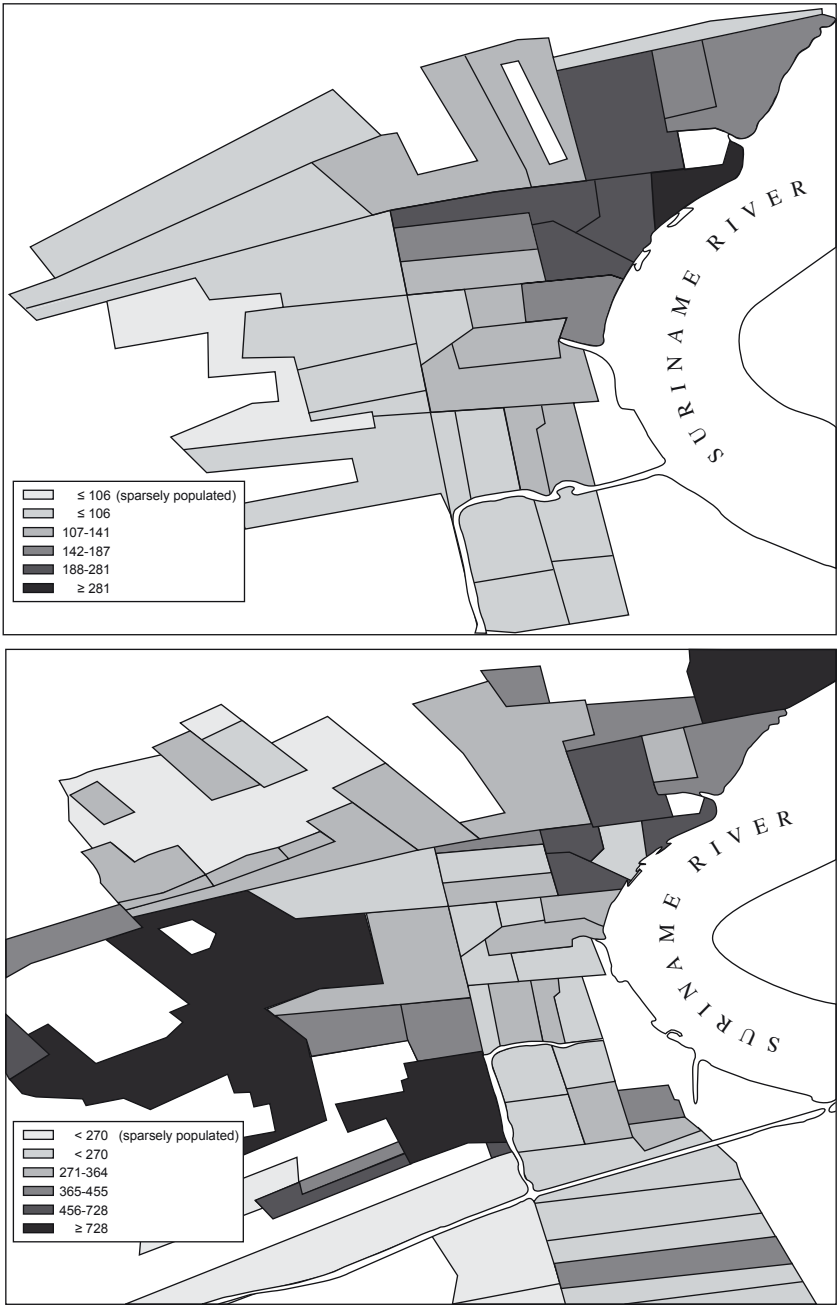 SURINAME RIVER
≤ 106 (sparsely populated)
≤ 106
107-141
142-187
188-281
≥ 281
SURINAME RIVER
< 270 (sparsely populated)
< 270
271-364
365-455
456-728
≥ 728